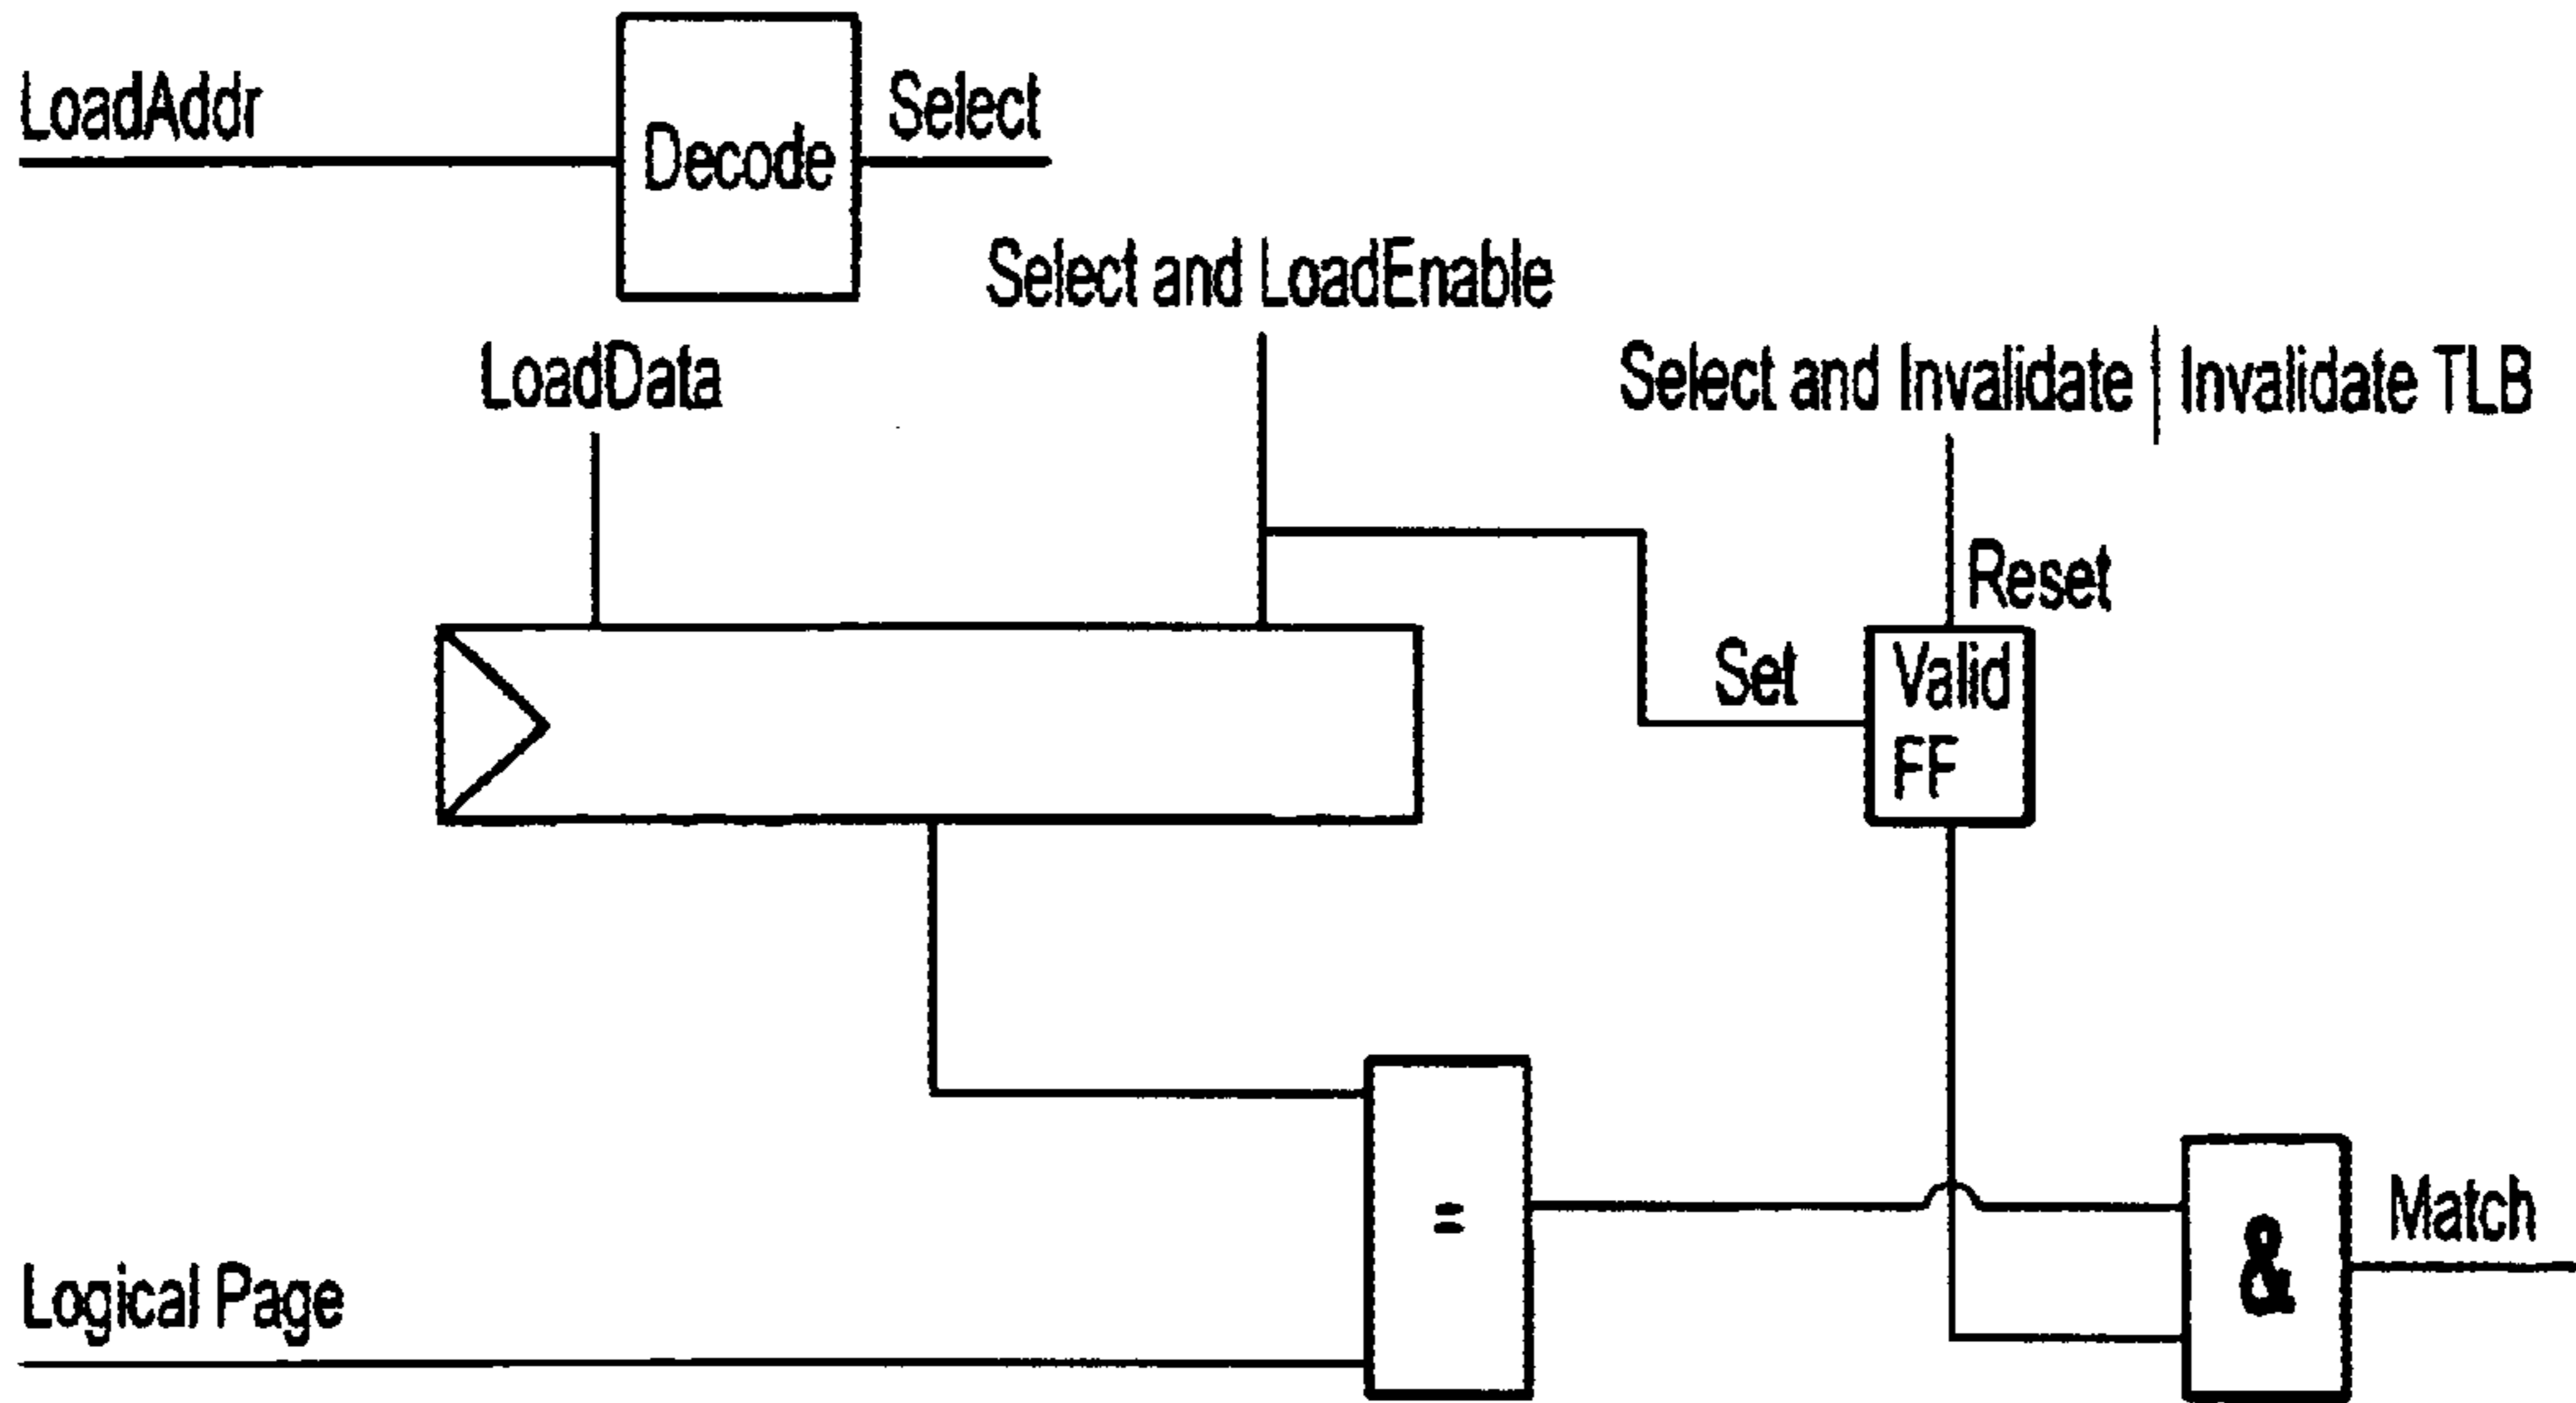 LoadAddr
Decode
Select
Select and LoadEnable
LoadData
Select and Invalidate | Invalidate TLB
Reset
Set
Valid
FF
=
&
Match
Logical Page